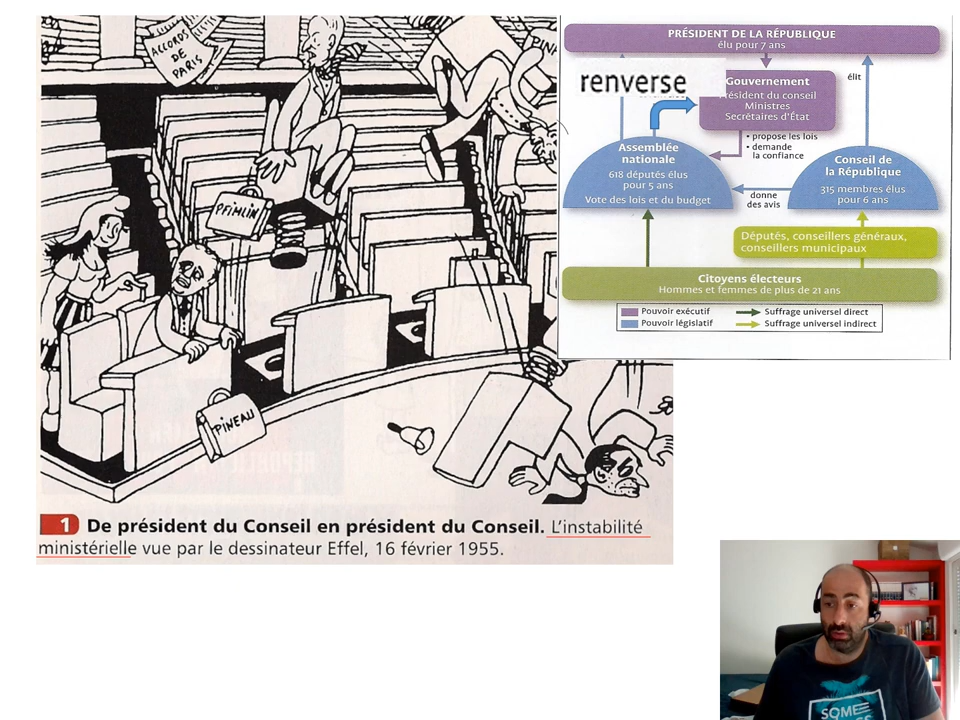 ACCORDS
DE
PARIS
PFIMLIN
PINEAU
1 De président du Conseil en président du Conseil. L'instabilité
ministérielle vue par le dessinateur Effel, 16 février 1955.
PRÉSIDENT DE LA RÉPUBLIQUE
élu pour 7 ans
renverse
Gouvernement
Président du conseil
Ministres
Secrétaires d'État
élit
• propose les lois
• demande
la confiance
Assemblée
nationale
618 députés élus
pour 5 ans
Vote des lois et du budget
donne
des avis
Conseil de
la République
315 membres élus
pour 6 ans
Députés, conseillers généraux,
conseillers municipaux
Citoyens électeurs
Hommes et femmes de plus de 21 ans
Pouvoir exécutif
Pouvoir législatif
Suffrage universel direct
Suffrage universel indirect
SOME